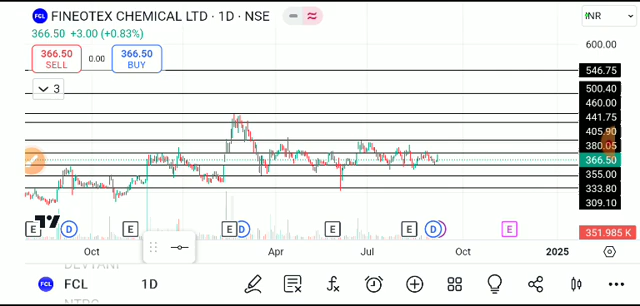 FCL FINEOTEX CHEMICAL LTD · 1D · NSE
INR
366.50 +3.00 (+0.83%)
366.50 SELL
0.00
366.50 BUY
3
600.00
546.75
500.40
460.00
441.75
405.90
380.05
366.50
355.00
333.80
309.10
351.985 K
E D E E D E E D E
Oct Apr Jul Oct 2025
FCL FCL 1D